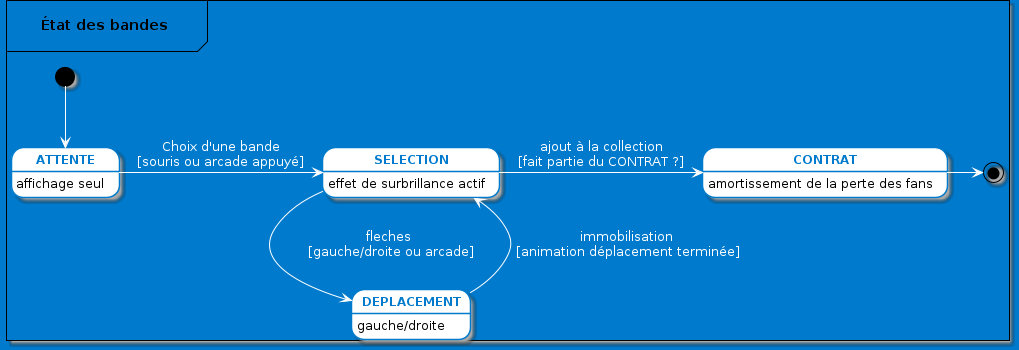 État des bandes
ATTENTE
affichage seul
Choix d'une bande
[souris ou arcade appuyé]
SELECTION
effet de surbrillance actif
ajout à la collection
[fait partie du CONTRAT ?]
CONTRAT
amortissement de la perte des fans
fleches
[gauche/droite ou arcade]
immobilisation
[animation déplacement terminée]
DEPLACEMENT
gauche/droite